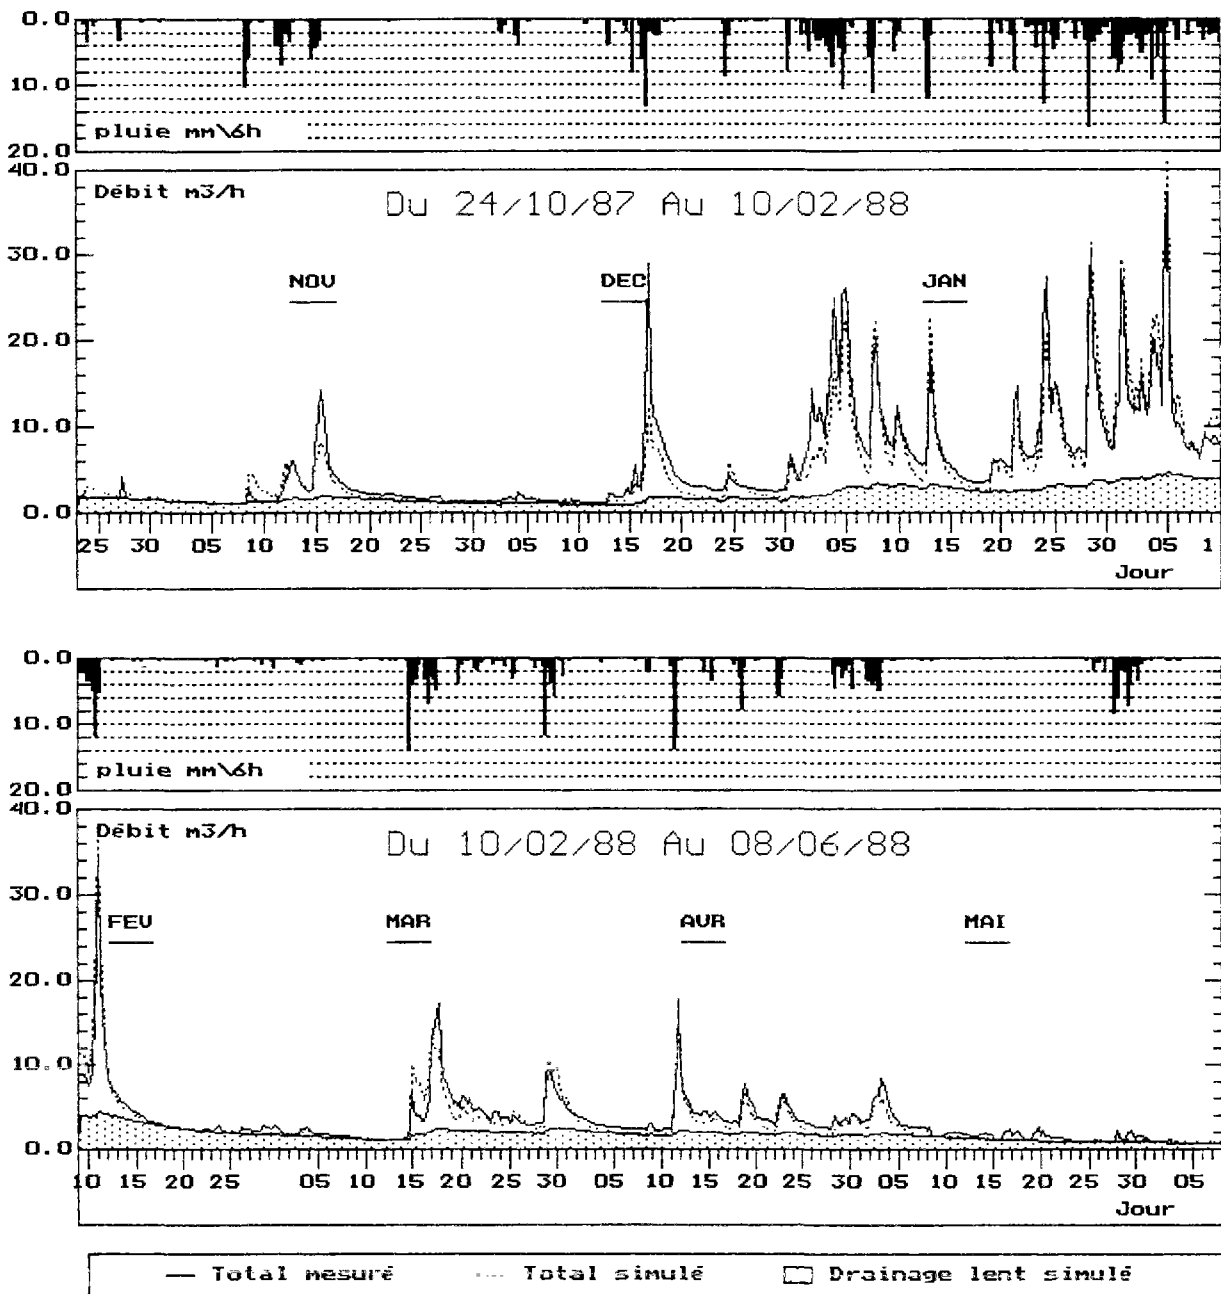 0.0
10.0
pluie mm\6h
20.0
40.0
Débit m3/h
Du 24/10/87 Au 10/02/88
30.0
NOV DEC JAN
20.0
10.0
0.0
25 30 05 10 15 20 25 30 05 10 15 20 25 30 05 10 15 20 25 30 05 1
Jour
0.0
10.0
pluie mm\6h
20.0
40.0
Débit m3/h
Du 10/02/88 Au 08/06/88
30.0
FEV MAR AVR MAI
20.0
10.0
0.0
10 15 20 25 05 10 15 20 25 30 05 10 15 20 25 30 05 10 15 20 25 30 05
Jour
Total mesuré Total simulé Drainage lent simulé